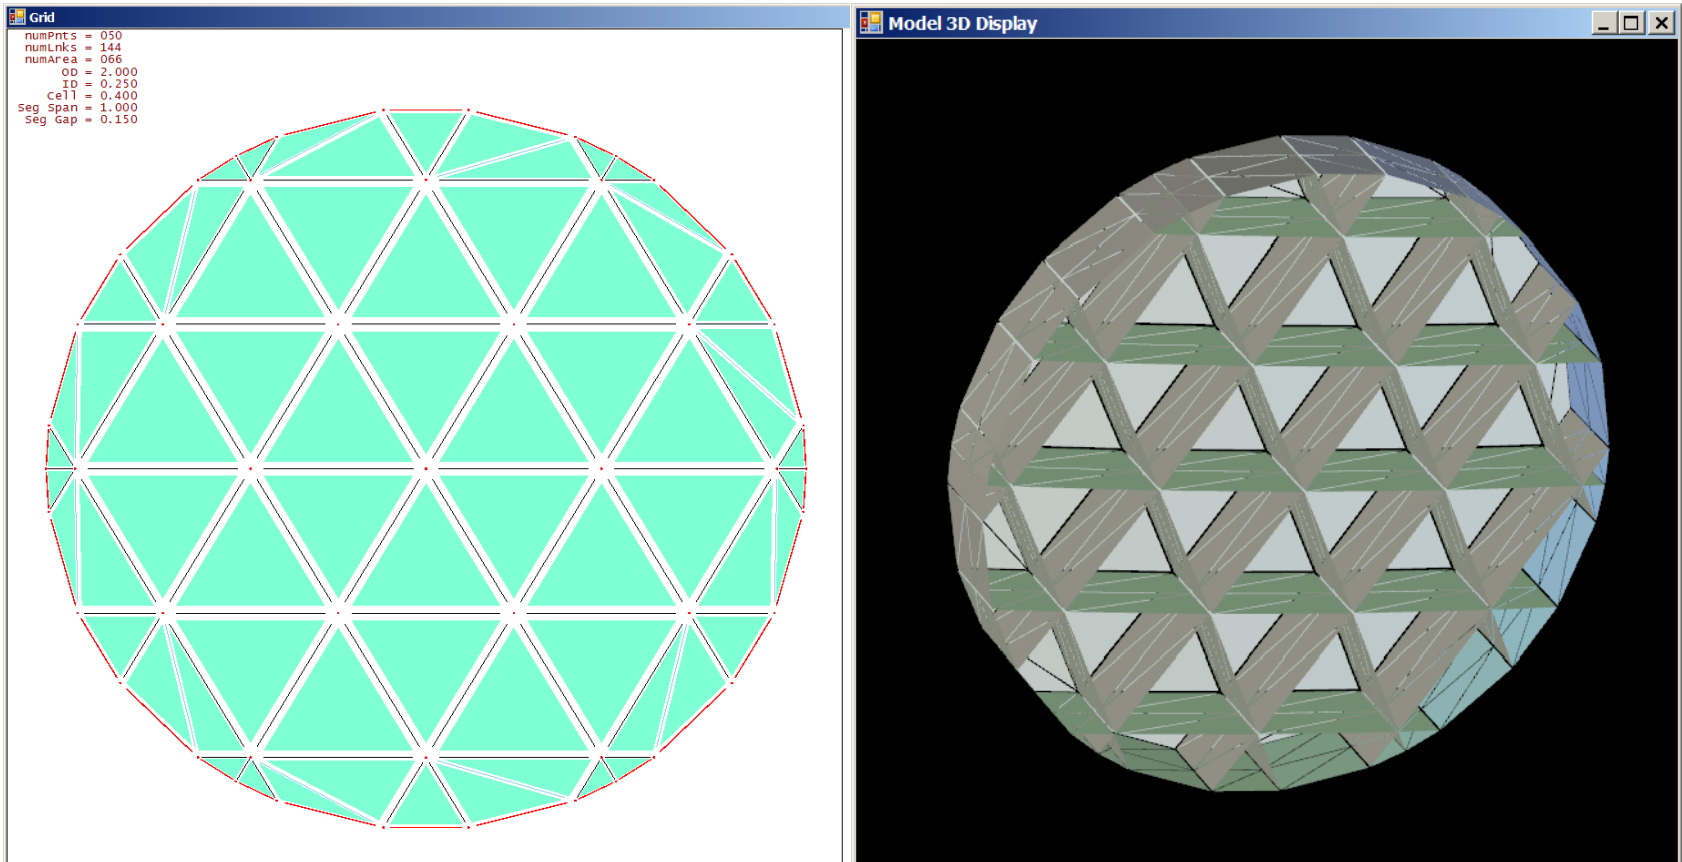 Grid
numPnts = 050
numLnks = 144
numArea = 066
OD = 2.000
ID = 0.250
Cell = 0.400
Seg Span = 1.000
Seg Gap = 0.150
Model 3D Display